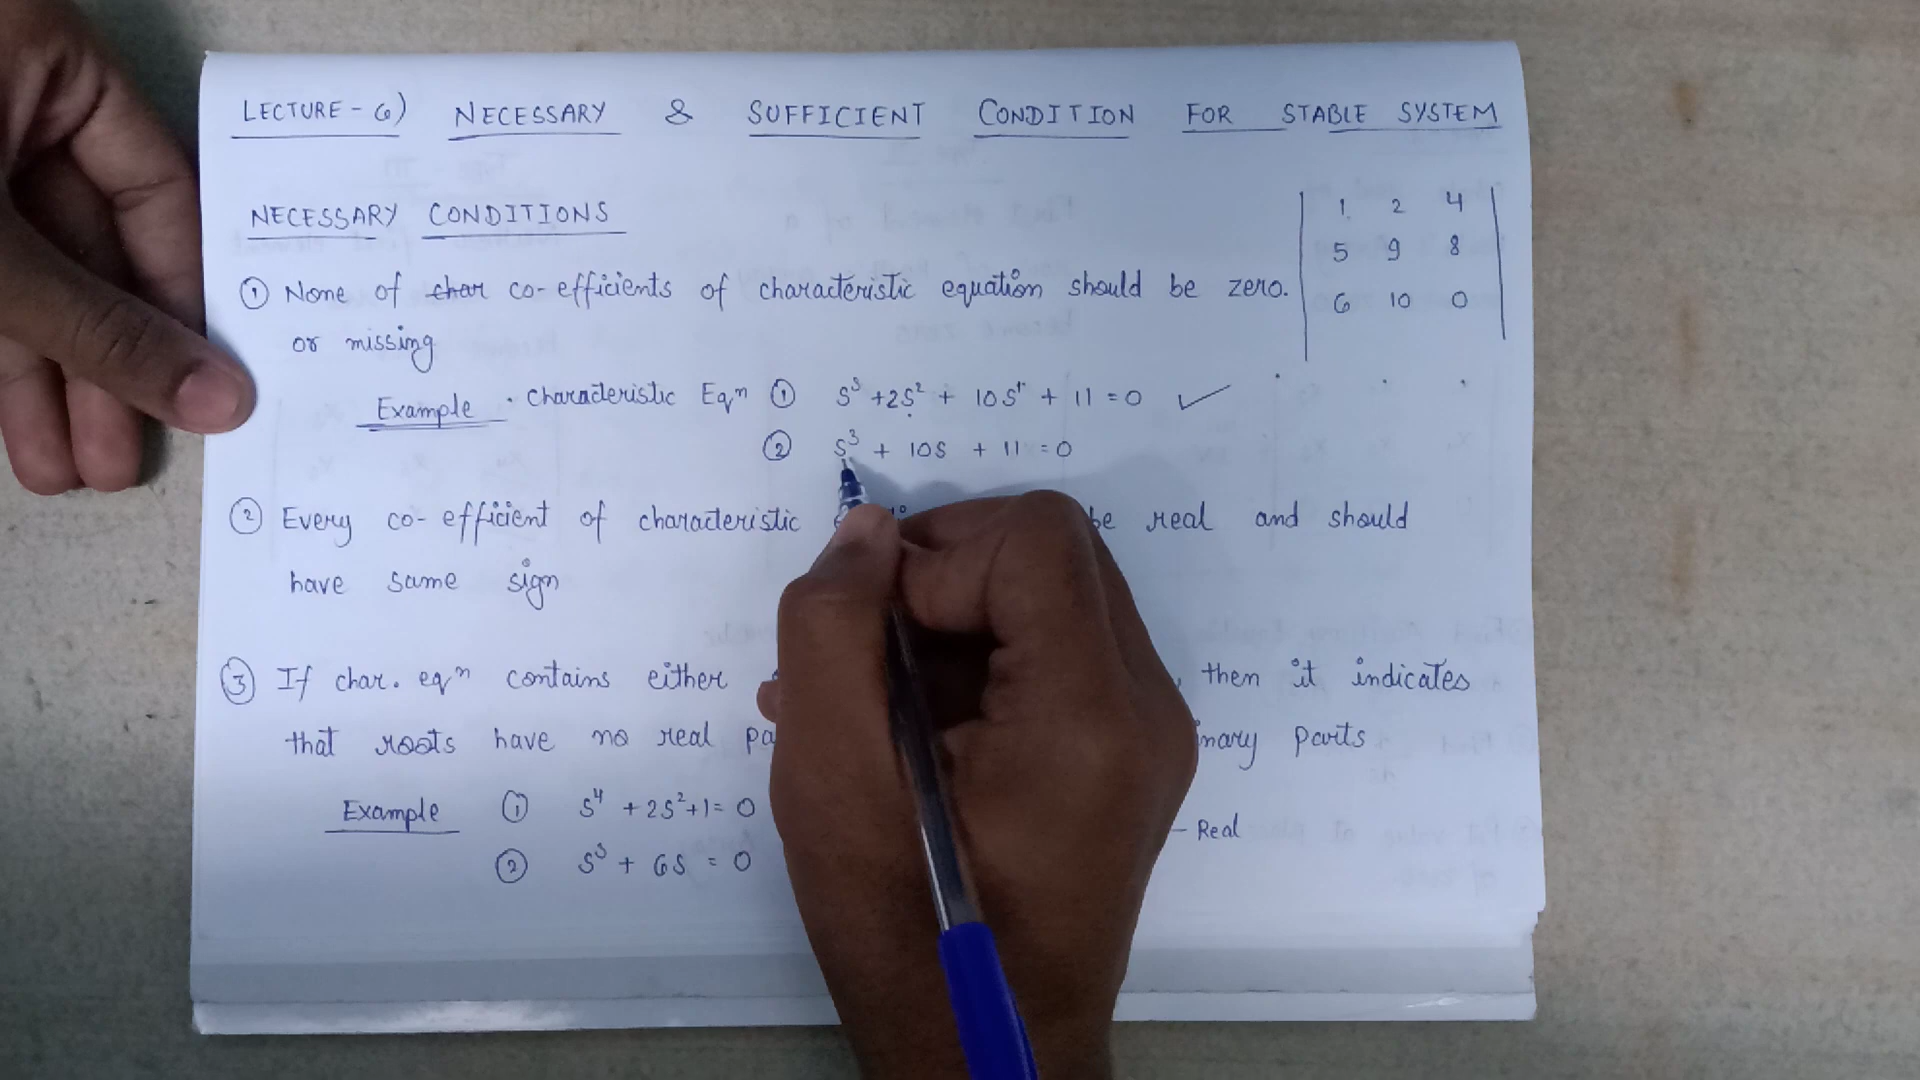 LECTURE - 6) NECESSARY & SUFFICIENT CONDITION FOR STABLE SYSTEM
NECESSARY CONDITIONS
1 2 4
5 9 8
6 10 0
① None of char co-efficients of characteristic equation should be zero.
or missing
Example . Characteristic Eqⁿ ① S³ + 2S² + 10S¹ + 11 = 0 ✓
② S³ + 10S + 11 = 0
② Every co-efficient of characteristic be real and should
have same sign
③ If char. eqⁿ contains either then it indicates
that roots have no real parts
Example ① S⁴ + 2S² + 1 = 0 - Real
② S³ + 6S = 0